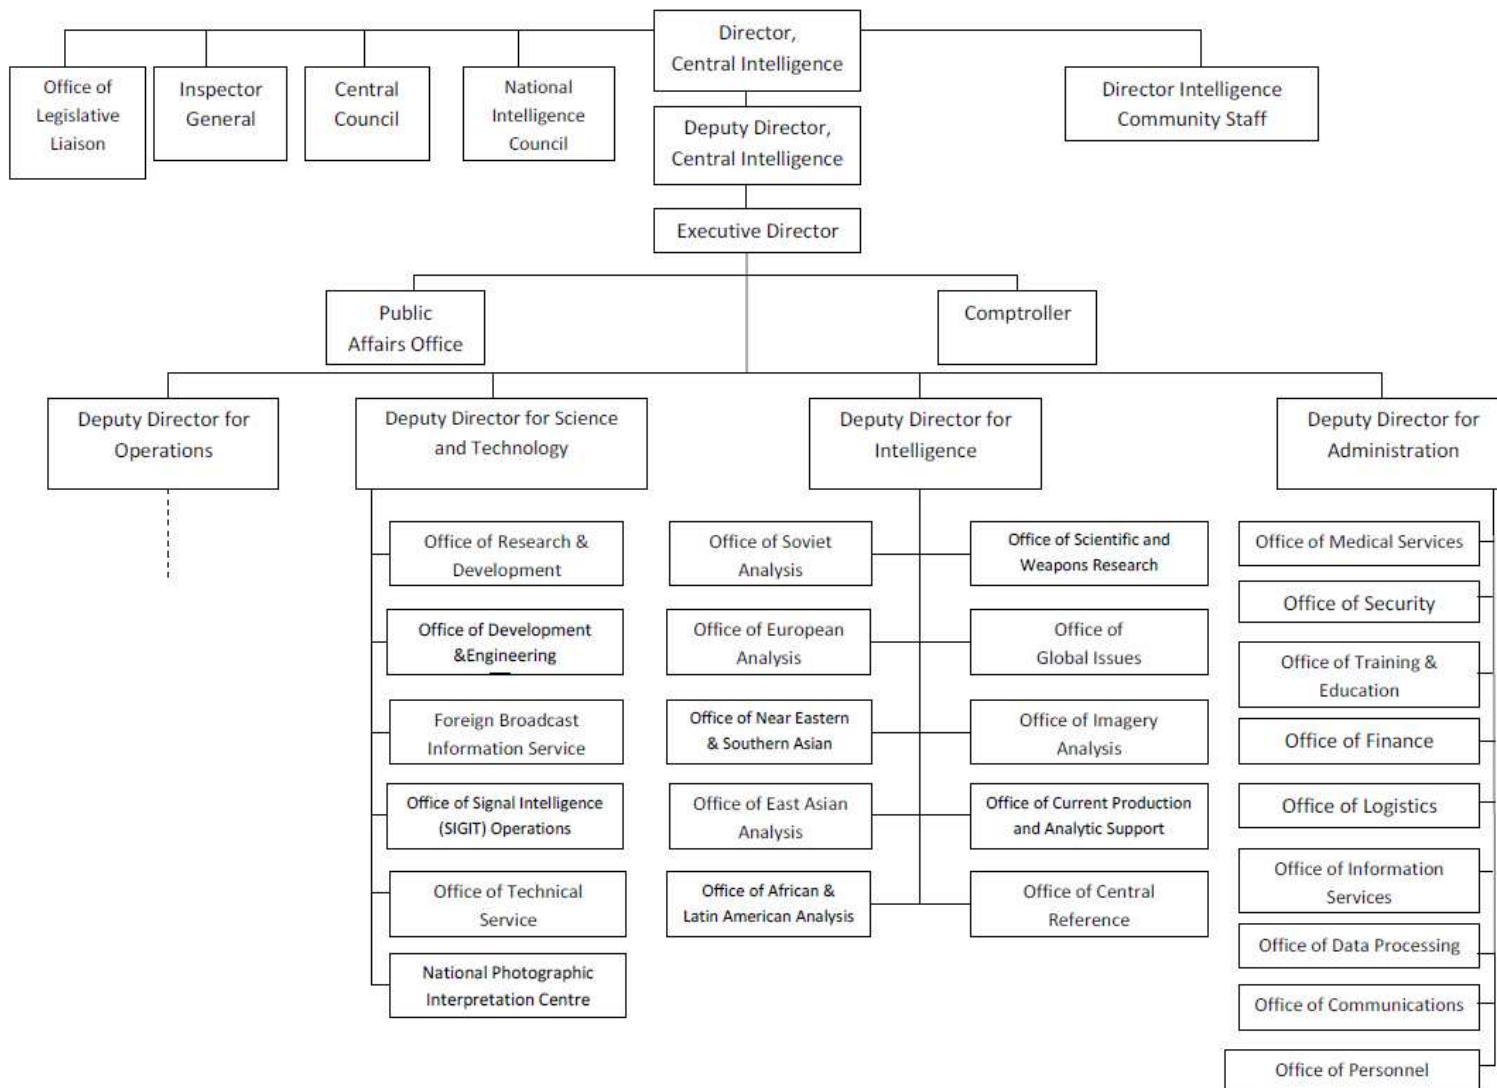 Director,
Central Intelligence
Office of
Legislative
Liaison
Inspector
General
Central
Council
National
Intelligence
Council
Director Intelligence
Community Staff
Deputy Director,
Central Intelligence
Executive Director
Public
Affairs Office
Comptroller
Deputy Director for
Operations
Deputy Director for Science
and Technology
Deputy Director for
Intelligence
Deputy Director for
Administration
Office of Research &
Development
Office of Development
&Engineering
Foreign Broadcast
Information Service
Office of Signal Intelligence
(SIGIT) Operations
Office of Technical
Service
National Photographic
Interpretation Centre
Office of Soviet
Analysis
Office of European
Analysis
Office of Near Eastern
& Southern Asian
Office of East Asian
Analysis
Office of African &
Latin American Analysis
Office of Scientific and
Weapons Research
Office of
Global Issues
Office of Imagery
Analysis
Office of Current Production
and Analytic Support
Office of Central
Reference
Office of Medical Services
Office of Security
Office of Training &
Education
Office of Finance
Office of Logistics
Office of Information
Services
Office of Data Processing
Office of Communications
Office of Personnel